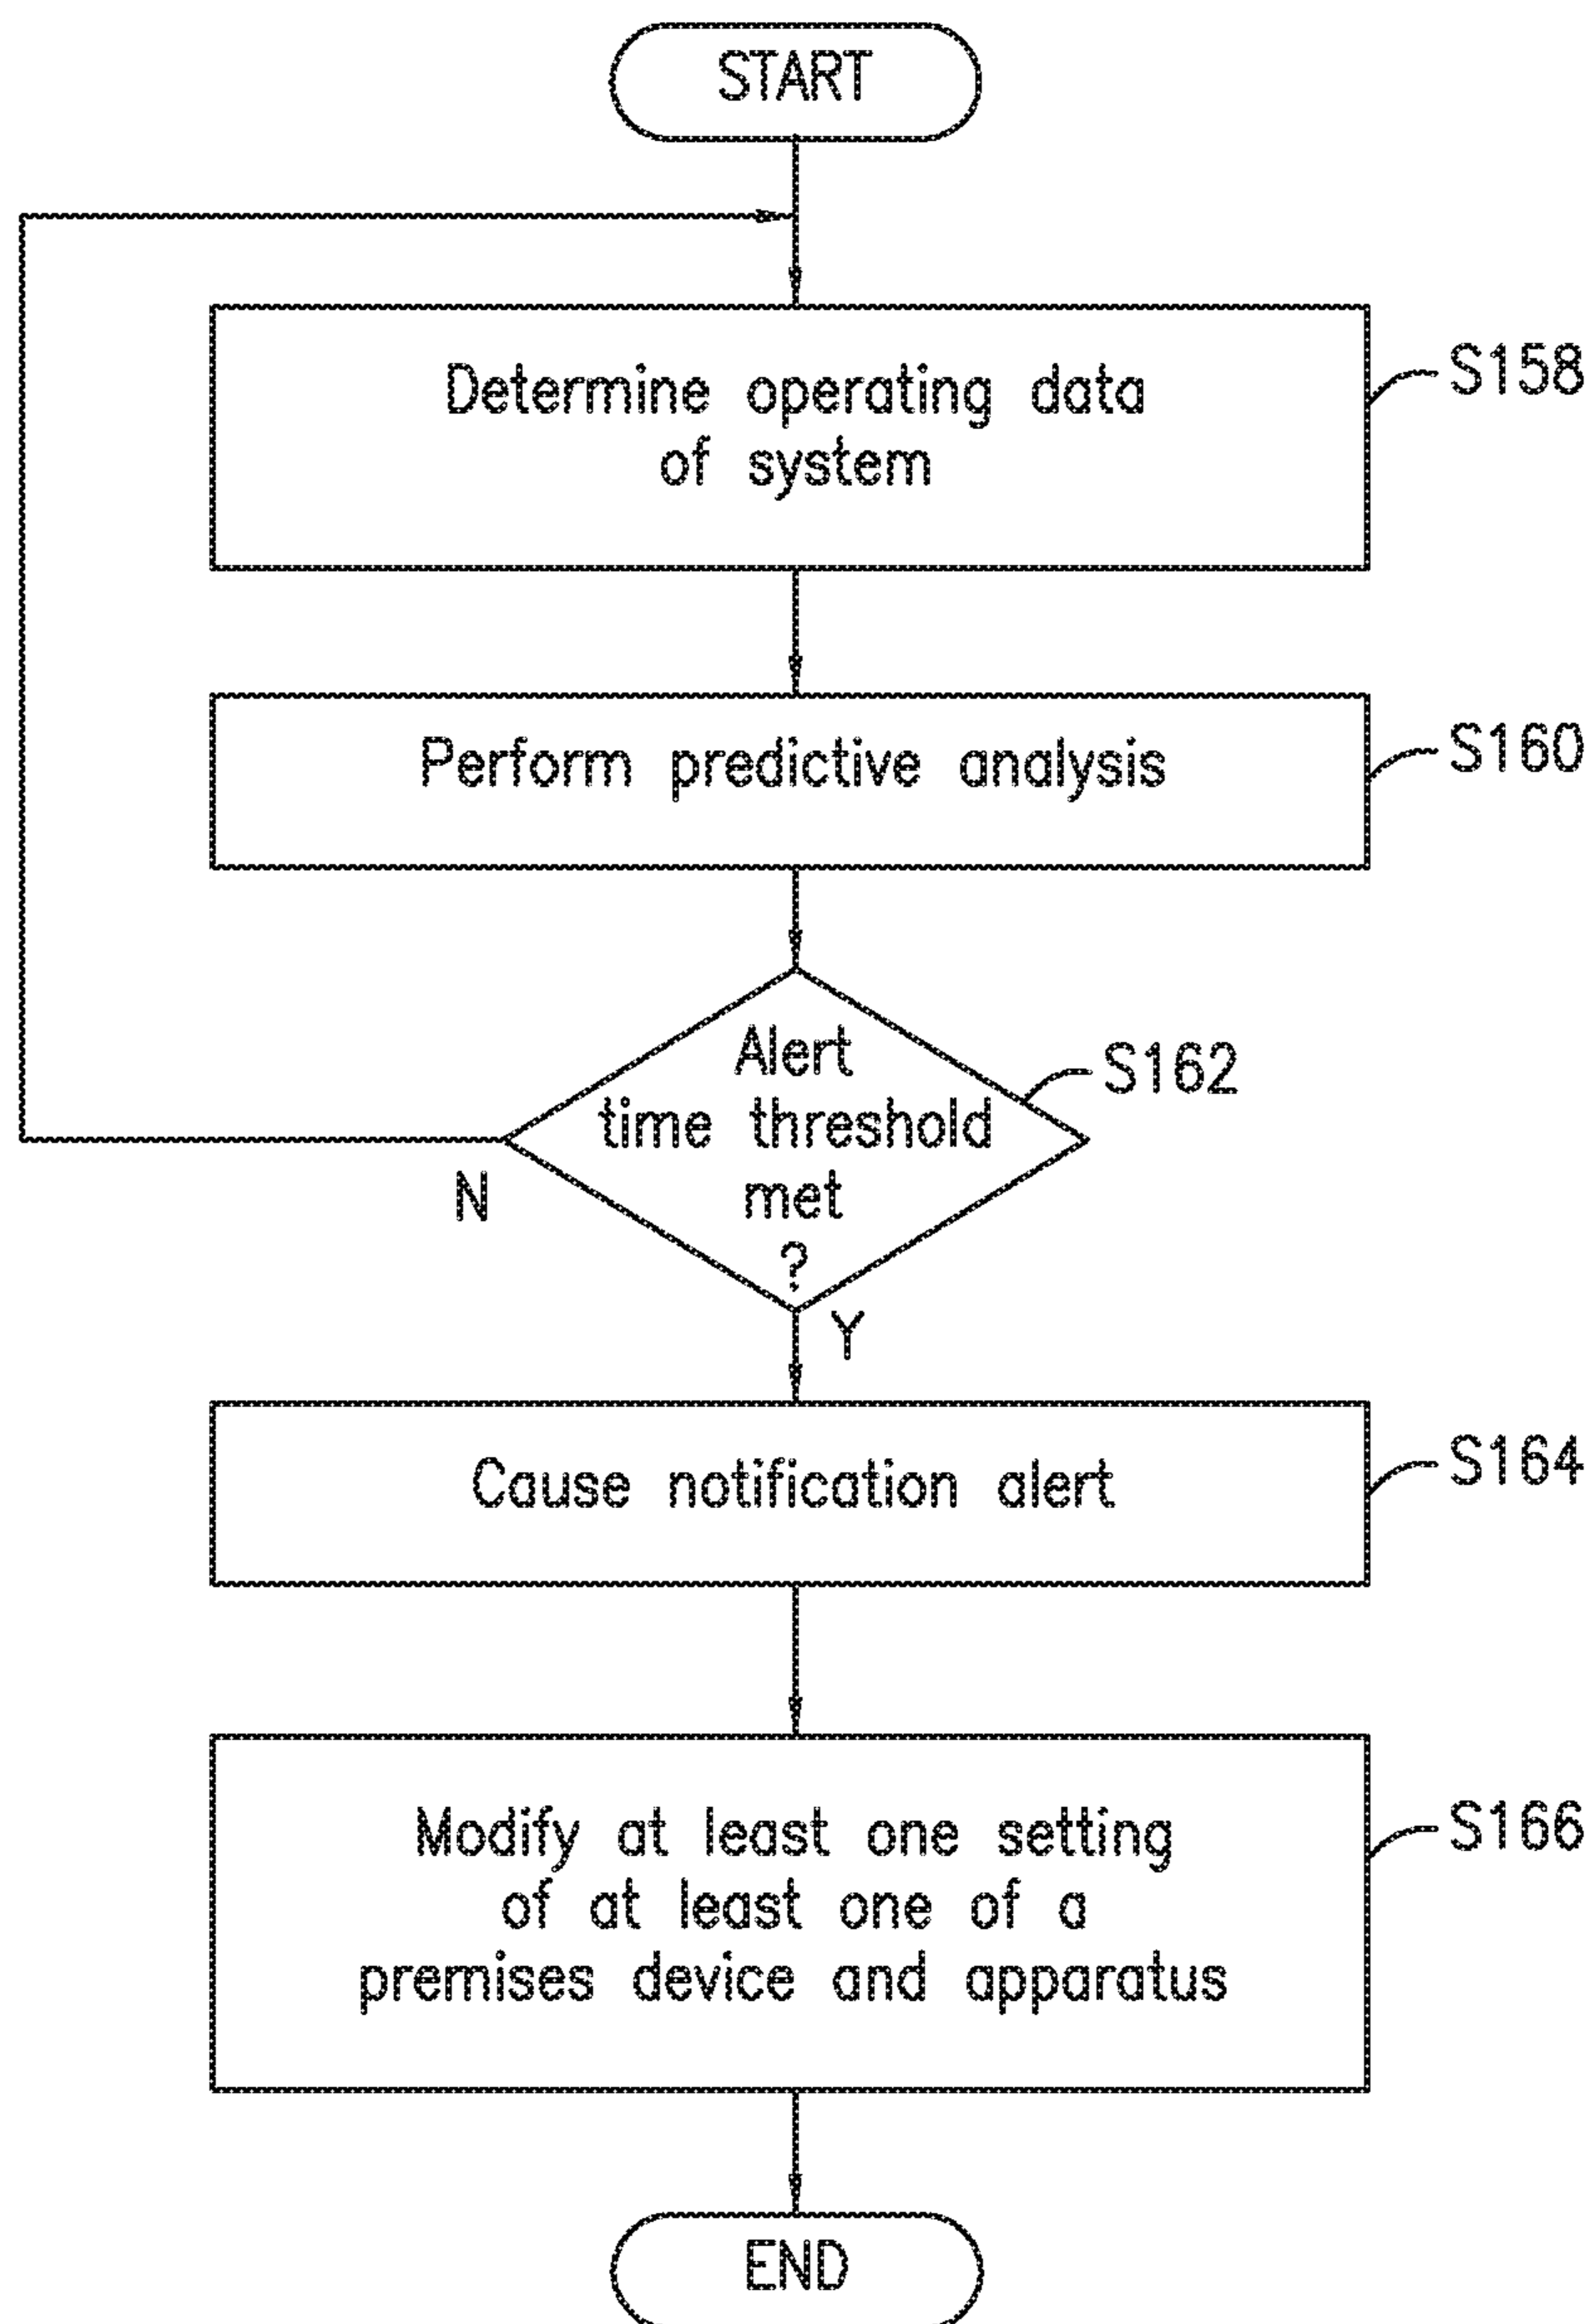 START
Determine operating data
of system
S158
Perform predictive analysis
S160
Alert
time threshold
met
?
S162
N
Y
Cause notification alert
S164
Modify at least one setting
of at least one of a
premises device and apparatus
S166
END